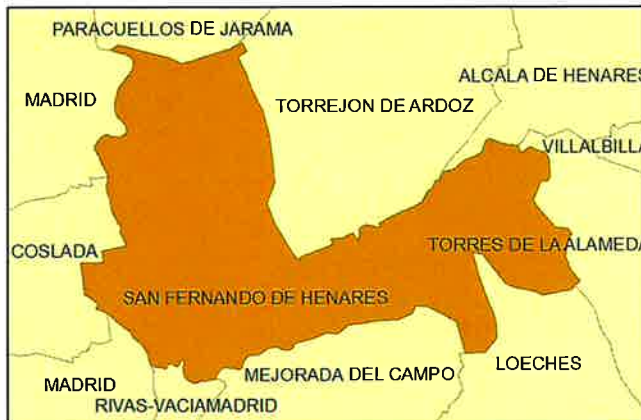 PARACUELLOS DE JARAMA
ALCALA DE HENARES
MADRID
TORREJON DE ARDOZ
VILLALBILLA
COSLADA
TORRES DE LA ALAMEDA
SAN FERNANDO DE HENARES
LOECHES
MADRID
MEJORADA DEL CAMPO
RIVAS-VACIAMADRID